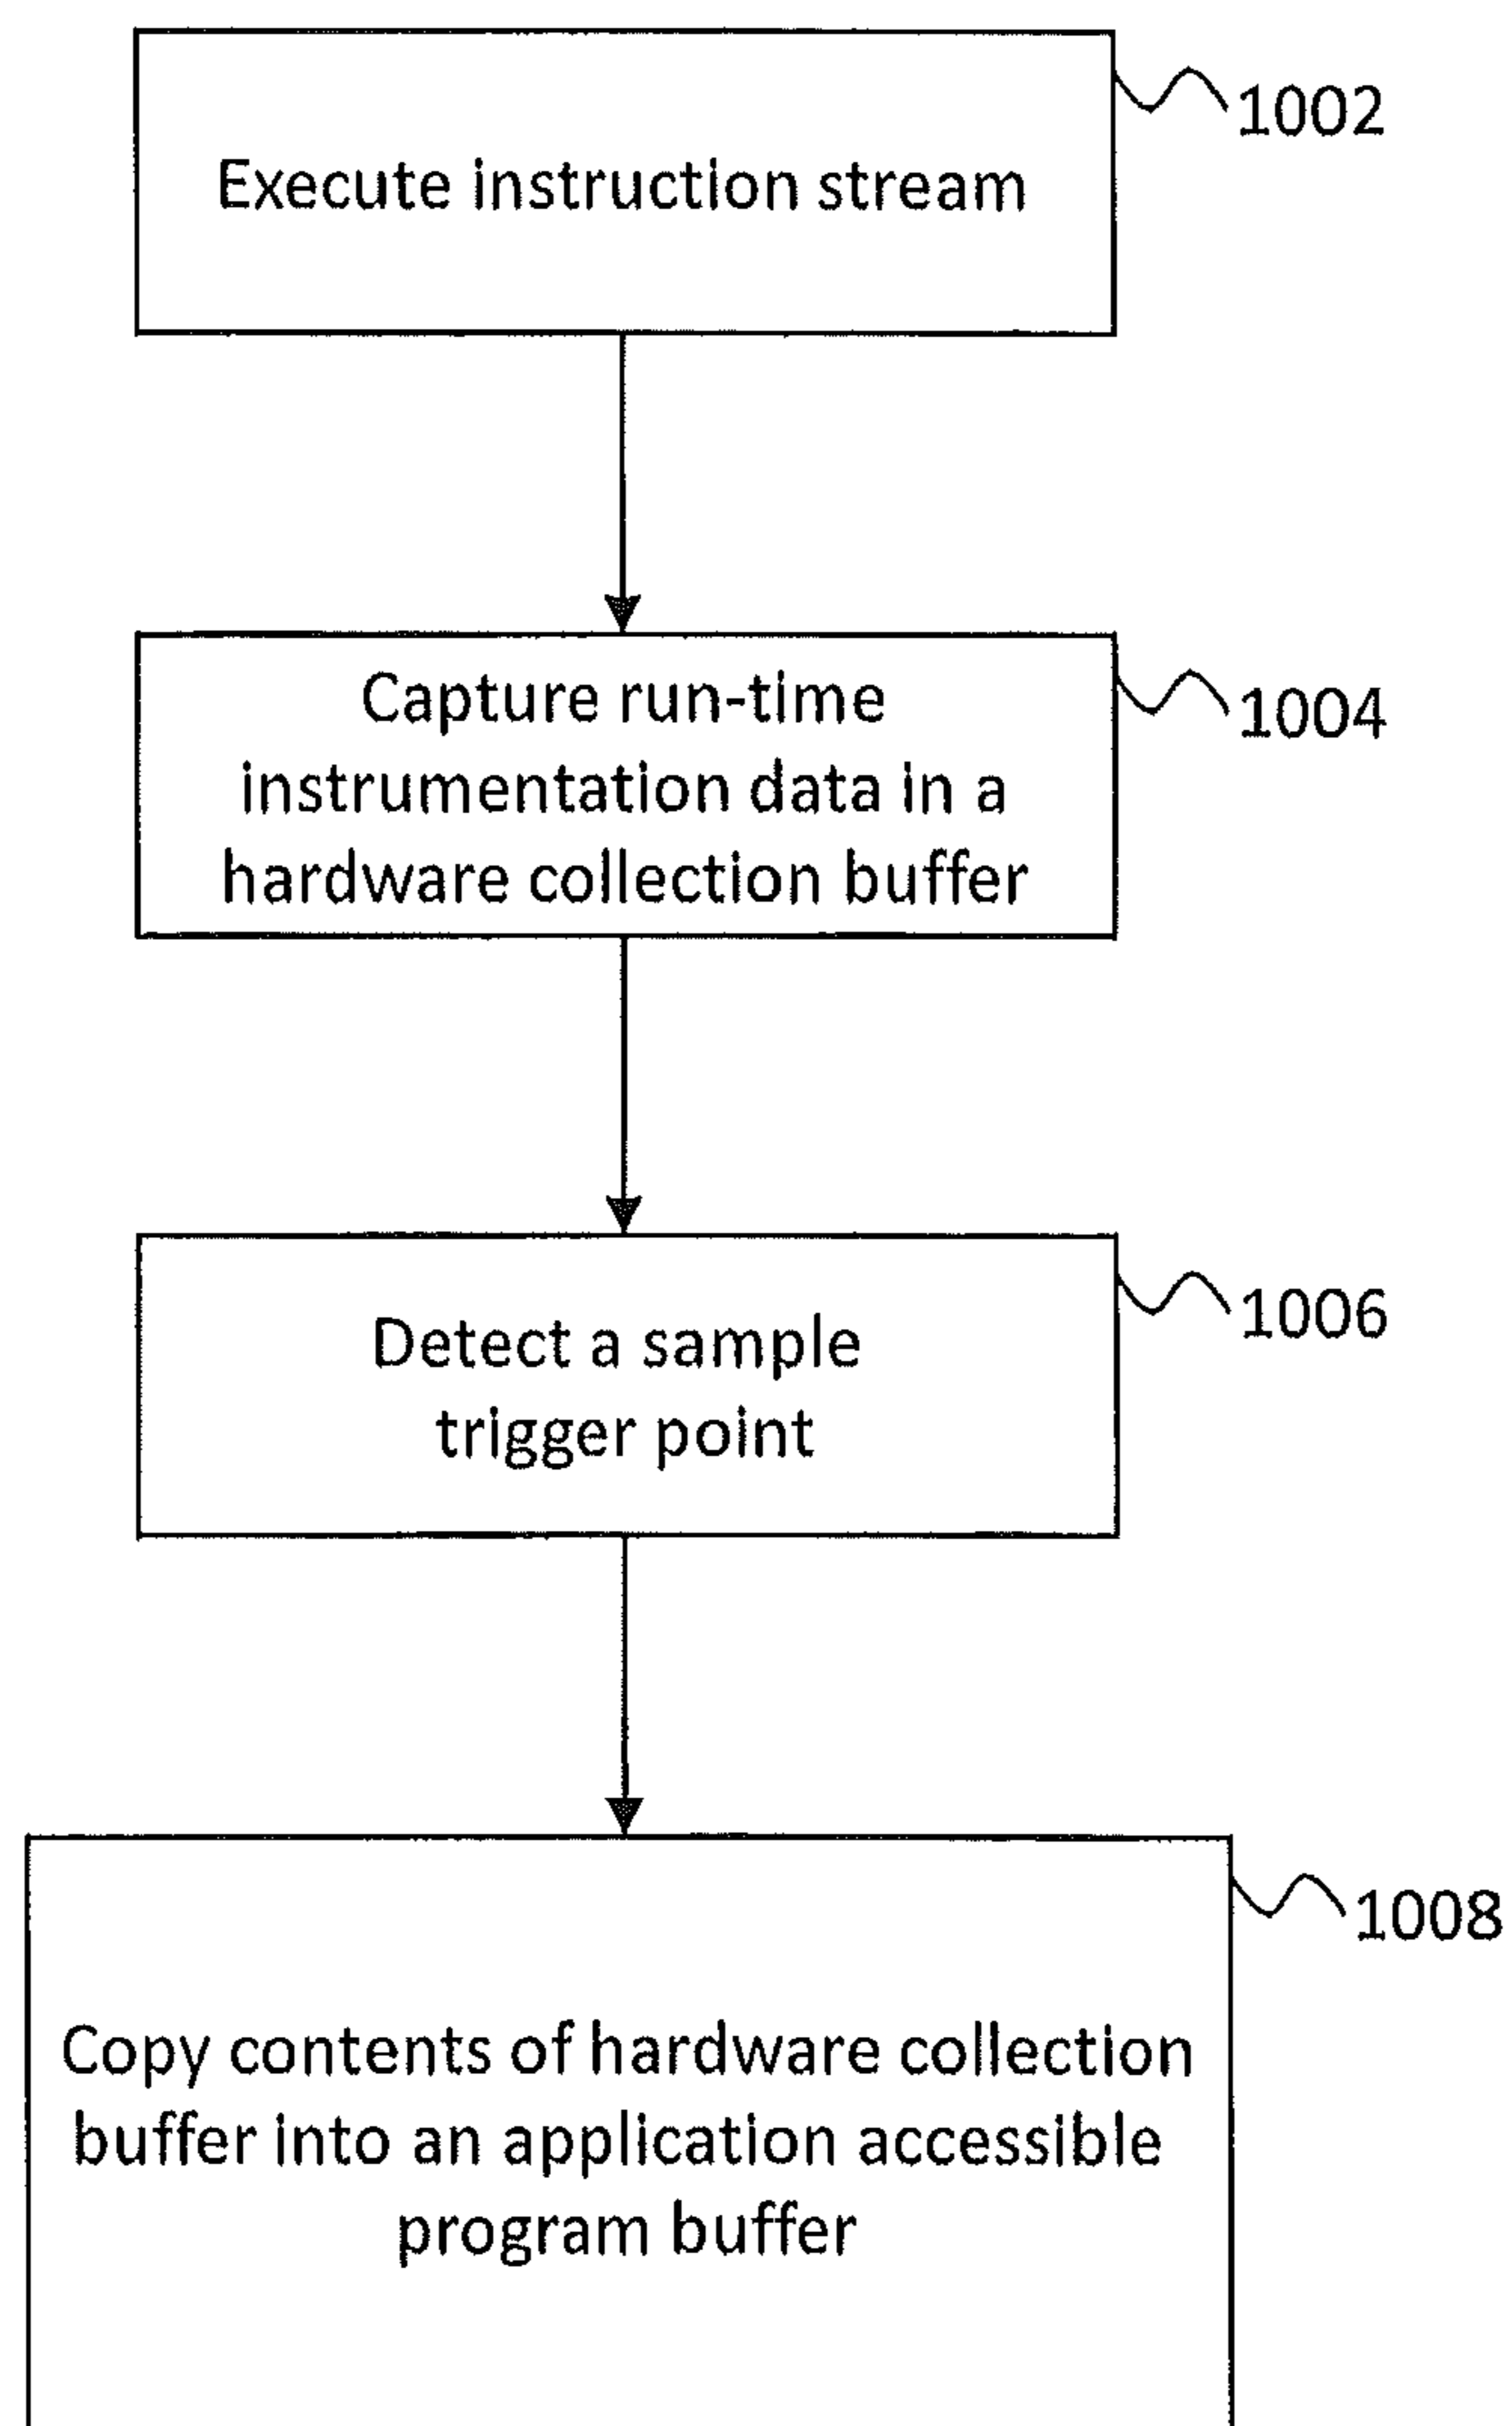 1002
Execute instruction stream
1004
Capture run-time
instrumentation data in a
hardware collection buffer
1006
Detect a sample
trigger point
1008
Copy contents of hardware collection
buffer into an application accessible
program buffer